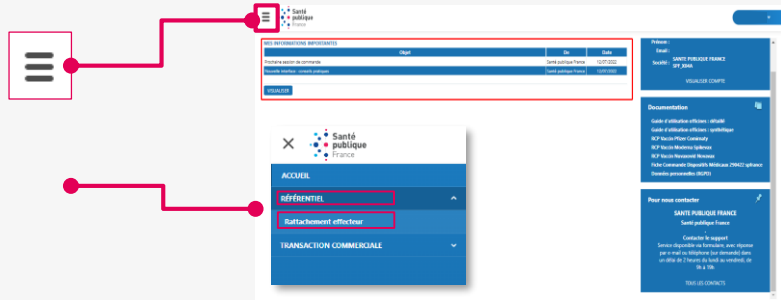 Santé
publique
France
MES INFORMATIONS IMPORTANTES
Objet De Date
Prochaine session de commande Santé publique France 12/07/2022
Nouvelle interface : conseils pratiques Santé publique France 12/07/2022
VISUALISER
Prénom :
Email :
Société : SANTE PUBLIQUE FRANCE
VISUALISER COMPTE
Documentation
Guide d'utilisation officines : détaillé
Guide d'utilisation officines : synthétique
RCP Vaccin Pfizer Comirnaty
RCP Vaccin Moderna Spikevax
RCP Vaccin Novavaxid Novavax
Fiche Commande Dispositifs Médicaux 290422 spfrance
Données personnelles (RGPD)
Santé
publique
France
ACCUEIL
RÉFÉRENTIEL
Rattachement effecteur
TRANSACTION COMMERCIALE
Pour nous contacter
SANTE PUBLIQUE FRANCE
Santé publique France
Contacter le support
Service disponible via formulaire, avec réponse
par e-mail ou téléphone (sur demande) dans
un délai de 2 heures du lundi au vendredi, de
9h à 19h
TOUS LES CONTACTS